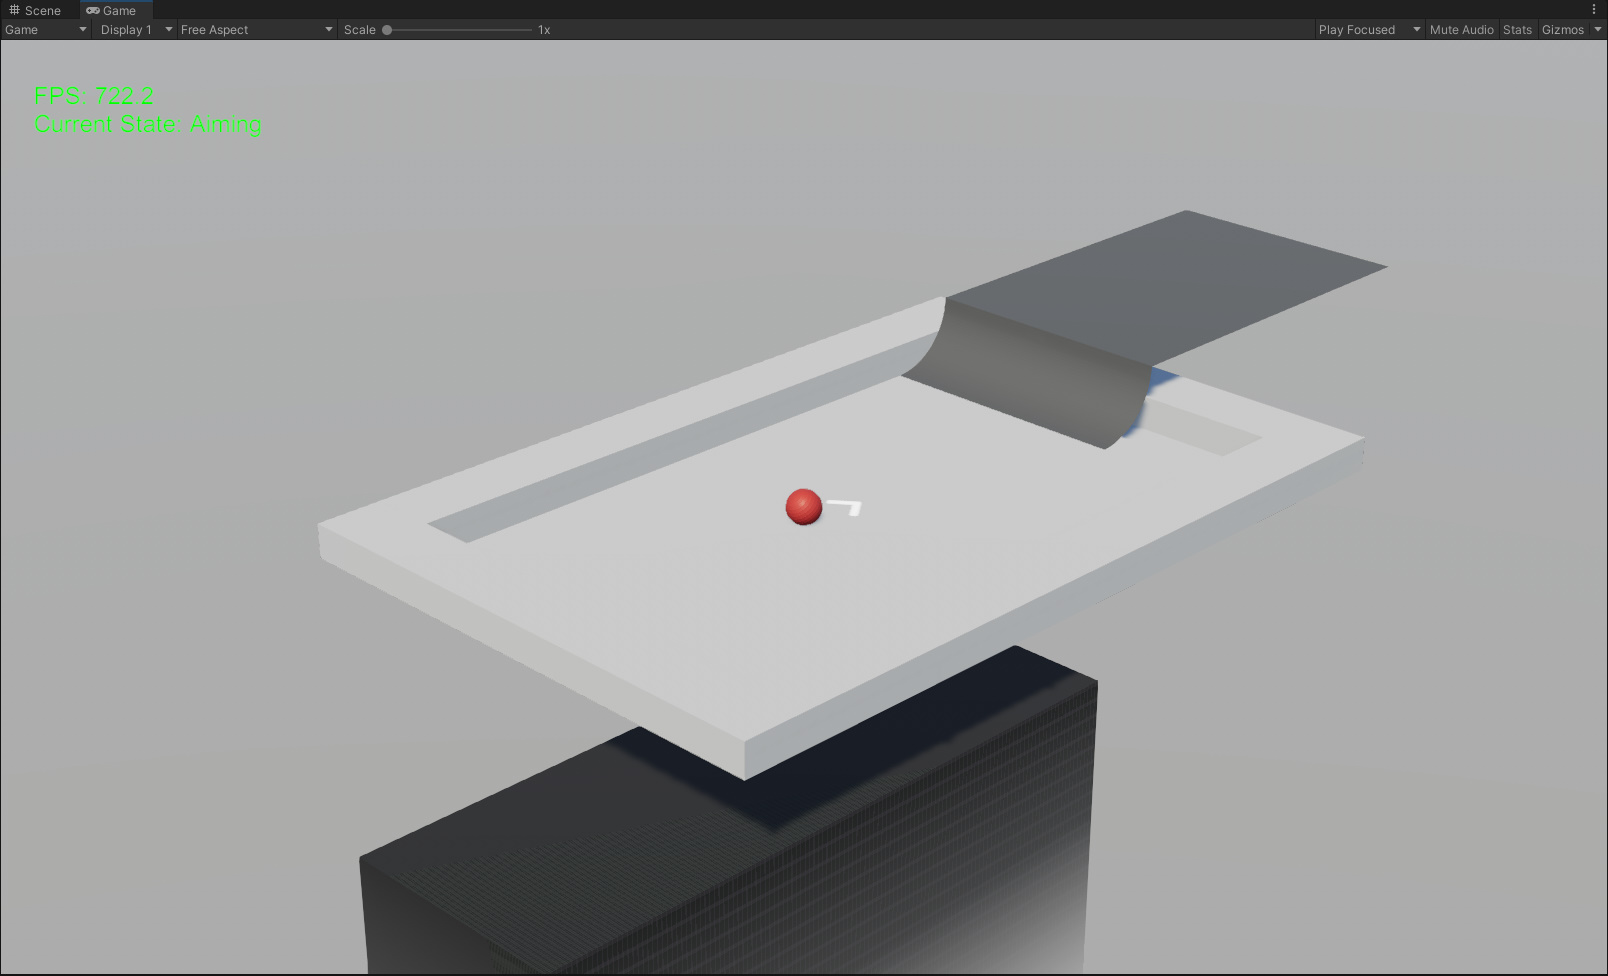 Scene Game
Game Display 1 Free Aspect Scale 1x Play Focused Mute Audio Stats Gizmos
FPS: 722.2
Current State: Aiming